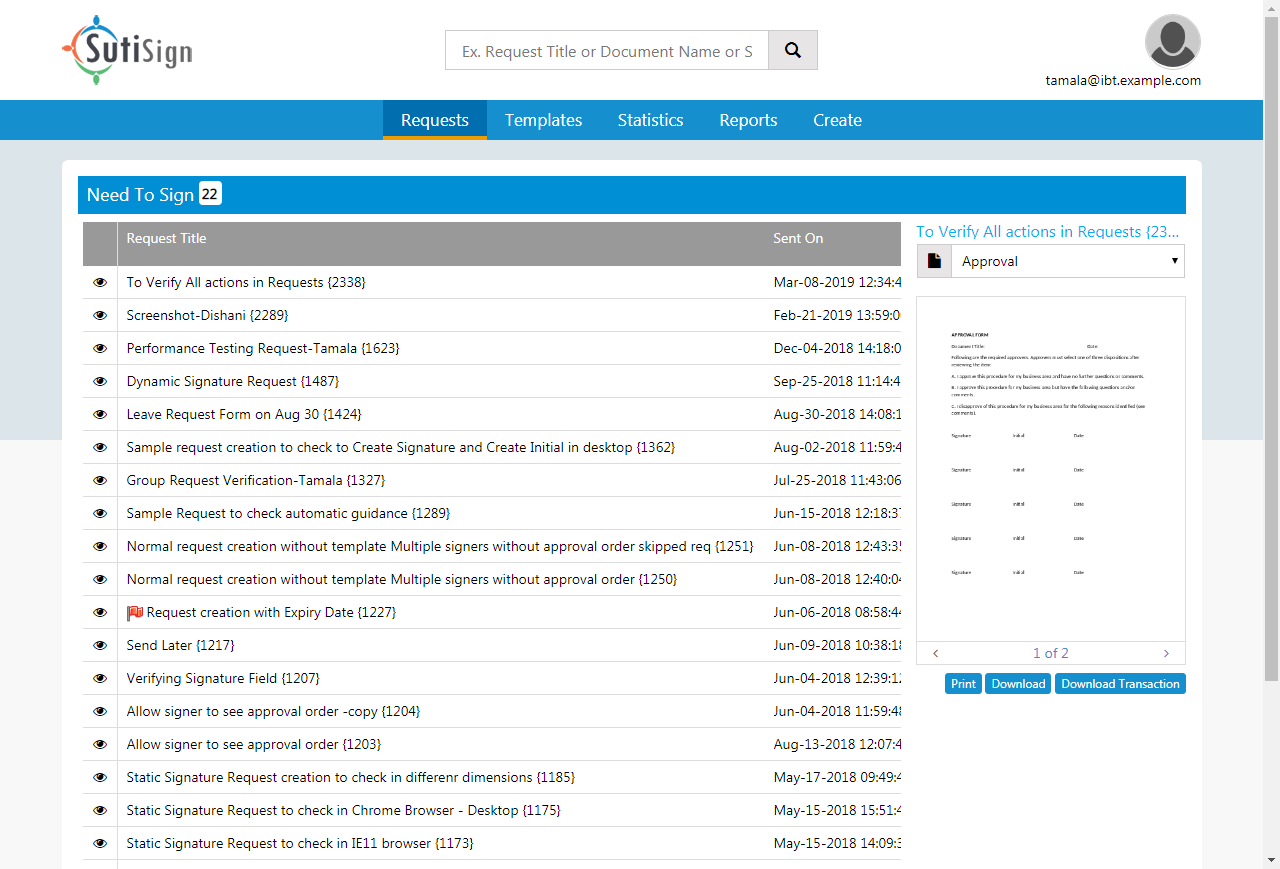 SutiSign
Ex. Request Title or Document Name or S
tamala@ibt.example.com
Requests Templates Statistics Reports Create
Need To Sign 22
Request Title Sent On
To Verify All actions in Requests {2338} Mar-08-2019 12:34:4
Screenshot-Dishani {2289} Feb-21-2019 13:59:0
Performance Testing Request-Tamala {1623} Dec-04-2018 14:18:0
Dynamic Signature Request {1487} Sep-25-2018 11:14:4
Leave Request Form on Aug 30 {1424} Aug-30-2018 14:08:1
Sample request creation to check to Create Signature and Create Initial in desktop {1362} Aug-02-2018 11:59:4
Group Request Verification-Tamala {1327} Jul-25-2018 11:43:06
Sample Request to check automatic guidance {1289} Jun-15-2018 12:18:37
Normal request creation without template Multiple signers without approval order skipped req {1251} Jun-08-2018 12:43:35
Normal request creation without template Multiple signers without approval order {1250} Jun-08-2018 12:40:04
Request creation with Expiry Date {1227} Jun-06-2018 08:58:44
Send Later {1217} Jun-09-2018 10:38:18
Verifying Signature Field {1207} Jun-04-2018 12:39:12
Allow signer to see approval order -copy {1204} Jun-04-2018 11:59:48
Allow signer to see approval order {1203} Aug-13-2018 12:07:4
Static Signature Request creation to check in differenr dimensions {1185} May-17-2018 09:49:4
Static Signature Request to check in Chrome Browser - Desktop {1175} May-15-2018 15:51:4
Static Signature Request to check in IE11 browser {1173} May-15-2018 14:09:3
To Verify All actions in Requests {23...
Approval
APPROVAL FORM
Document Title: Date:
Following are the required approvers. Approvers must select one of three dispositions after
reviewing the item:
A. I approve this procedure for my business area and have no further questions or comments.
B. I approve this procedure for my business area but have the following questions and/or
comments.
C. I disapprove of this procedure for my business area for the following reasons identified (see
comments).
Signature Initial Date
Signature Initial Date
Signature Initial Date
Signature Initial Date
Signature Initial Date
1 of 2
Print Download Download Transaction